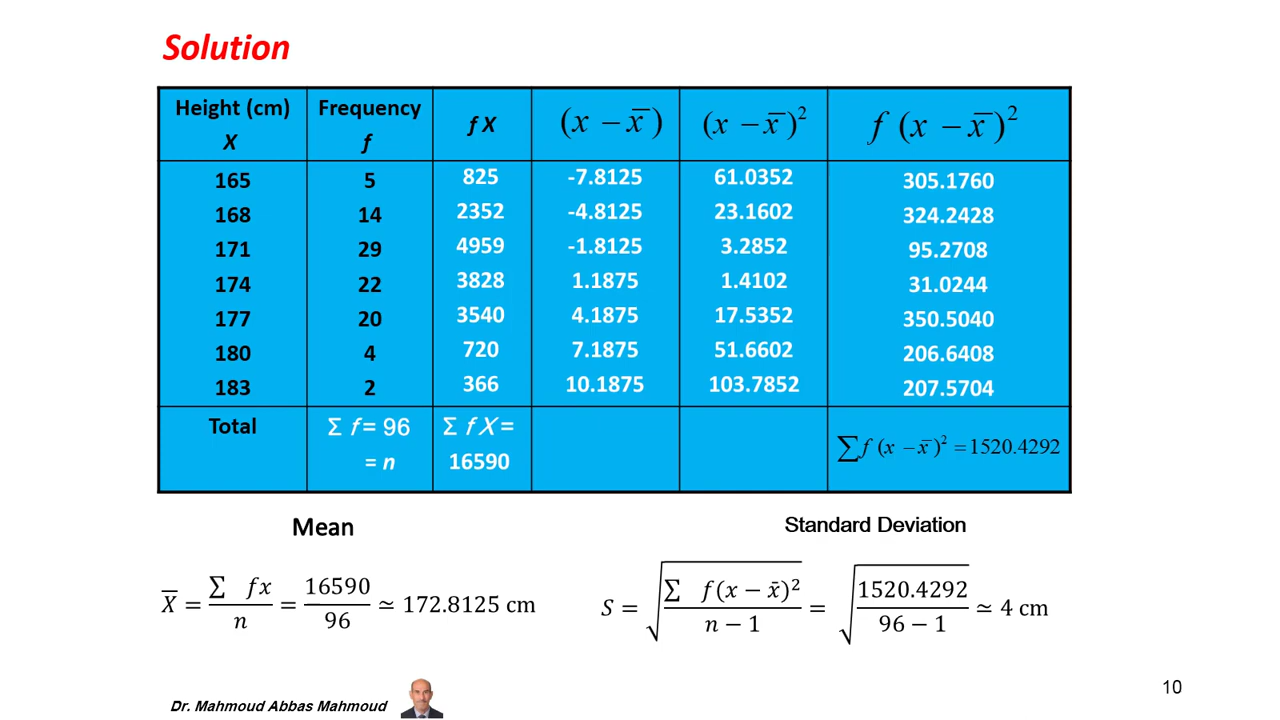 Solution
Height (cm) X Frequency f f X (x − x̅) (x − x̅)² f (x − x̅)²
165 5 825 -7.8125 61.0352 305.1760
168 14 2352 -4.8125 23.1602 324.2428
171 29 4959 -1.8125 3.2852 95.2708
174 22 3828 1.1875 1.4102 31.0244
177 20 3540 4.1875 17.5352 350.5040
180 4 720 7.1875 51.6602 206.6408
183 2 366 10.1875 103.7852 207.5704
Total Σ f = 96 = n Σ f X = 16590 ∑ f (x − x̅)² = 1520.4292
Mean
X̅ = ∑ fx / n = 16590 / 96 ≃ 172.8125 cm
Standard Deviation
S = √(∑ f(x − x̄)² / n − 1) = √(1520.4292 / 96 − 1) ≃ 4 cm
Dr. Mahmoud Abbas Mahmoud
10